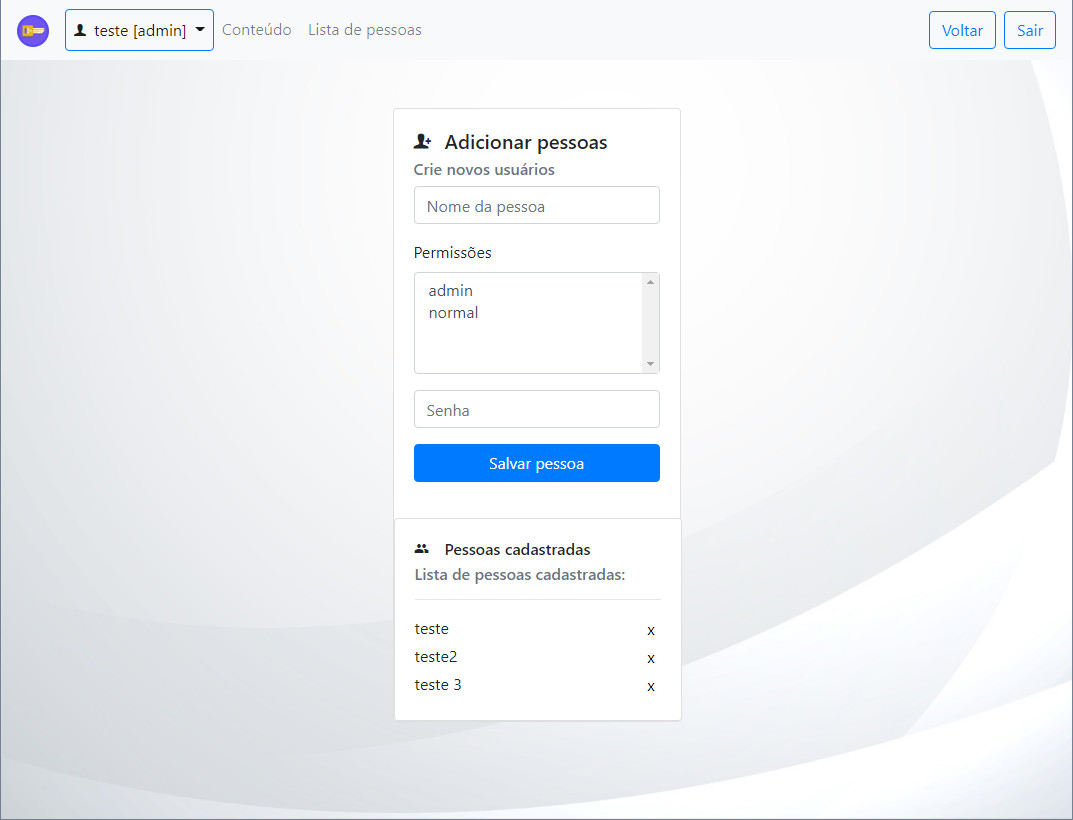 teste [admin] Conteúdo Lista de pessoas Voltar Sair
Adicionar pessoas
Crie novos usuários
Nome da pessoa
Permissões
admin
normal
Senha
Salvar pessoa
Pessoas cadastradas
Lista de pessoas cadastradas:
teste x
teste2 x
teste 3 x